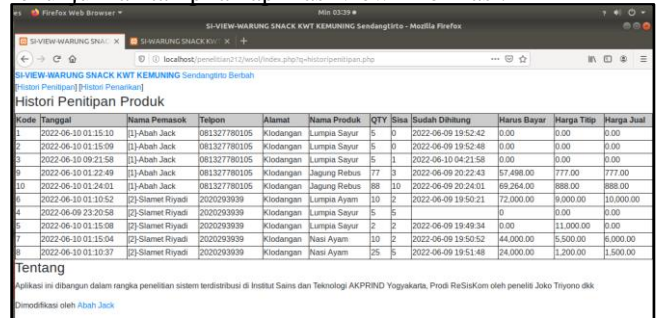 es Firefox Web Browser Min 03:29
SI-VIEW-WARUNG SNACK KWT KEMUNING Sendangtirto - Mozilla Firefox
SI-VIEW-WARUNG SNAC × SI-WARUNG SNACK KW × +
localhost/penelitian212/wsol/index.php?q=historipenitipan.php
SI-VIEW-WARUNG SNACK KWT KEMUNING Sendangtirto Berbah
[Histori Penitipan] [Histori Penarikan]
Histori Penitipan Produk
Kode Tanggal Nama Pemasok Telpon Alamat Nama Produk QTY Sisa Sudah Dihitung Harus Bayar Harga Titip Harga Jual
1 2022-06-10 01:15:10 [1]-Abah Jack 081327780105 Klodangan Lumpia Sayur 5 0 2022-06-09 19:52:42 0.00 0.00 0.00
2 2022-06-10 01:15:09 [1]-Abah Jack 081327780105 Klodangan Lumpia Sayur 5 0 2022-06-09 19:52:48 0.00 0.00 0.00
3 2022-06-10 09:21:58 [1]-Abah Jack 081327780105 Klodangan Lumpia Sayur 5 1 2022-06-10 04:21:58 0.00 0.00 0.00
9 2022-06-10 01:22:49 [1]-Abah Jack 081327780105 Klodangan Jagung Rebus 77 3 2022-06-09 20:22:43 57,498.00 777.00 777.00
10 2022-06-10 01:24:01 [1]-Abah Jack 081327780105 Klodangan Jagung Rebus 88 10 2022-06-09 20:24:01 69,264.00 888.00 888.00
6 2022-06-10 01:10:52 [2]-Slamet Riyadi 2020293939 Klodangan Lumpia Ayam 10 2 2022-06-09 19:50:21 72,000.00 9,000.00 10,000.00
4 2022-06-09 23:20:58 [2]-Slamet Riyadi 2020293939 Klodangan Lumpia Sayur 5 5 0 0.00 0.00
5 2022-06-10 01:15:08 [2]-Slamet Riyadi 2020293939 Klodangan Lumpia Sayur 2 2 2022-06-09 19:49:34 0.00 11,000.00 0.00
7 2022-06-10 01:15:04 [2]-Slamet Riyadi 2020293939 Klodangan Nasi Ayam 10 2 2022-06-09 19:50:52 44,000.00 5,500.00 6,000.00
8 2022-06-10 01:10:37 [2]-Slamet Riyadi 2020293939 Klodangan Nasi Ayam 25 5 2022-06-09 19:51:48 24,000.00 1,200.00 1,500.00
Tentang
Aplikasi ini dibangun dalam rangka penelitian sistem terdistribusi di Institut Sains dan Teknologi AKPRIND Yogyakarta, Prodi ReSisKom oleh peneliti Joko Triyono dkk
Dimodifikasi oleh Abah Jack